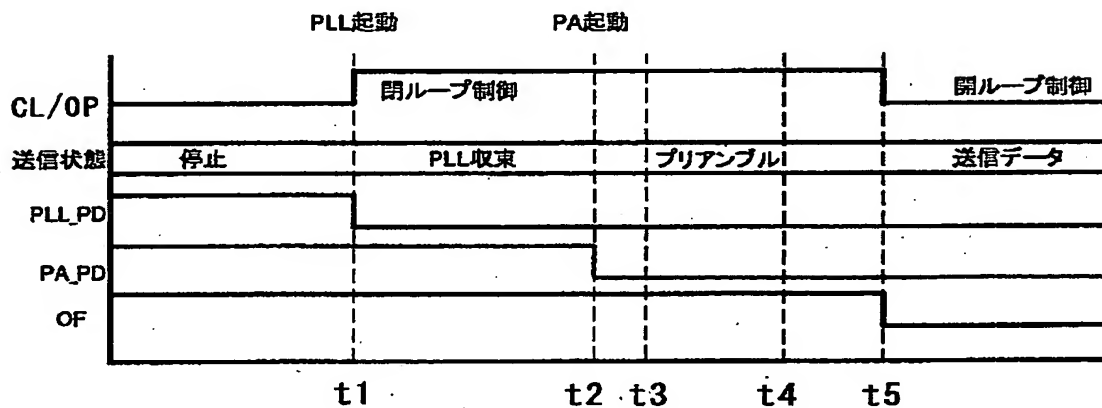 PLL起動 PA起動
CL/OP 閉ループ制御 開ループ制御
送信状態 停止 PLL収束 プリアンブル 送信データ
PLL_PD
PA_PD
OF
t1 t2 t3 t4 t5